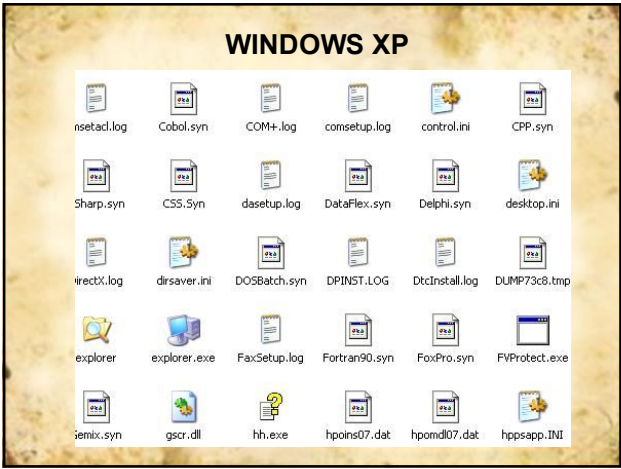 WINDOWS XP
msetacl.log Cobol.syn COM+.log comsetup.log control.ini CPP.syn
Sharp.syn CSS.Syn dasetup.log DataFlex.syn Delphi.syn desktop.ini
irectX.log dirsaver.ini DOSBatch.syn DPINST.LOG DtcInstall.log DUMP73c8.tmp
explorer explorer.exe FaxSetup.log Fortran90.syn FoxPro.syn FVProtect.exe
Gemix.syn gscr.dll hh.exe hpoins07.dat hpomdl07.dat hppsapp.INI